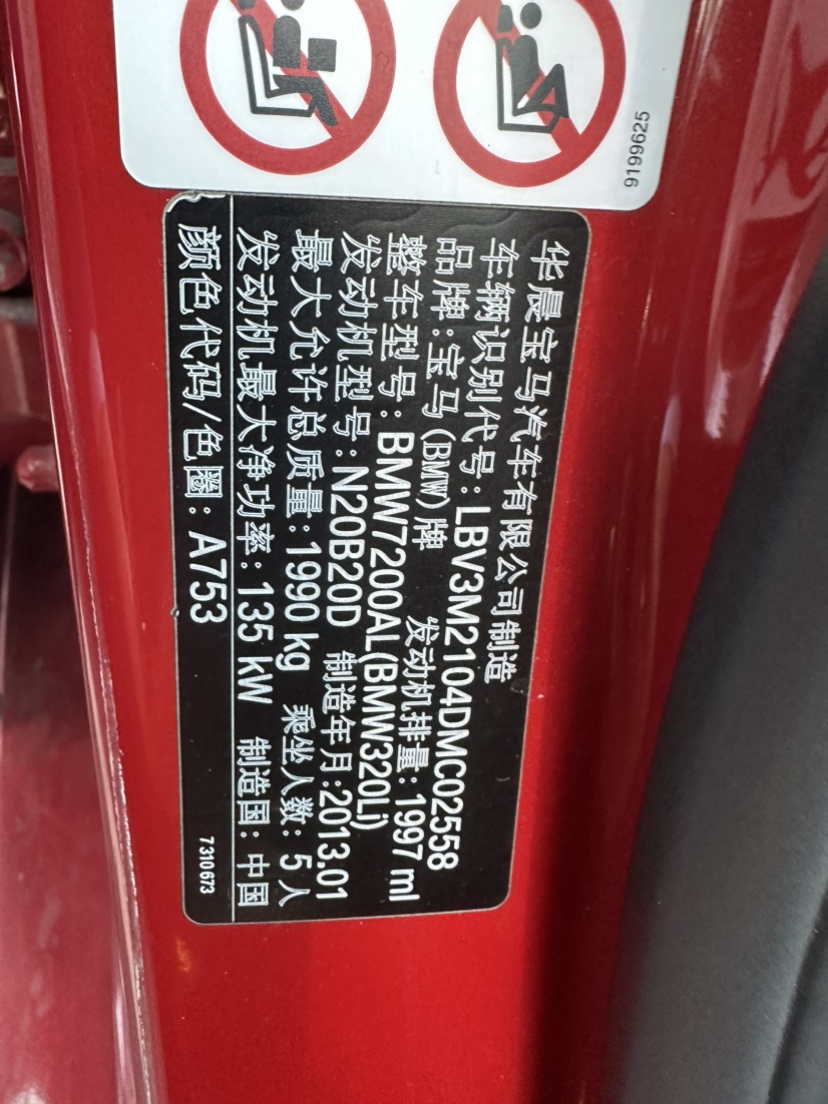 9199625
华晨宝马汽车有限公司制造
车辆识别代号:LBV3M2104DMC02558
品牌:宝马(BMW)牌 发动机排量:1997 ml
整车型号:BMW7200AL(BMW320Li)
发动机型号:N20B20D 制造年月:2013.01
最大允许总质量:1990 kg 乘坐人数:5人
发动机最大净功率:135 kW 制造国:中国
颜色代码/色圈:A753
7310673